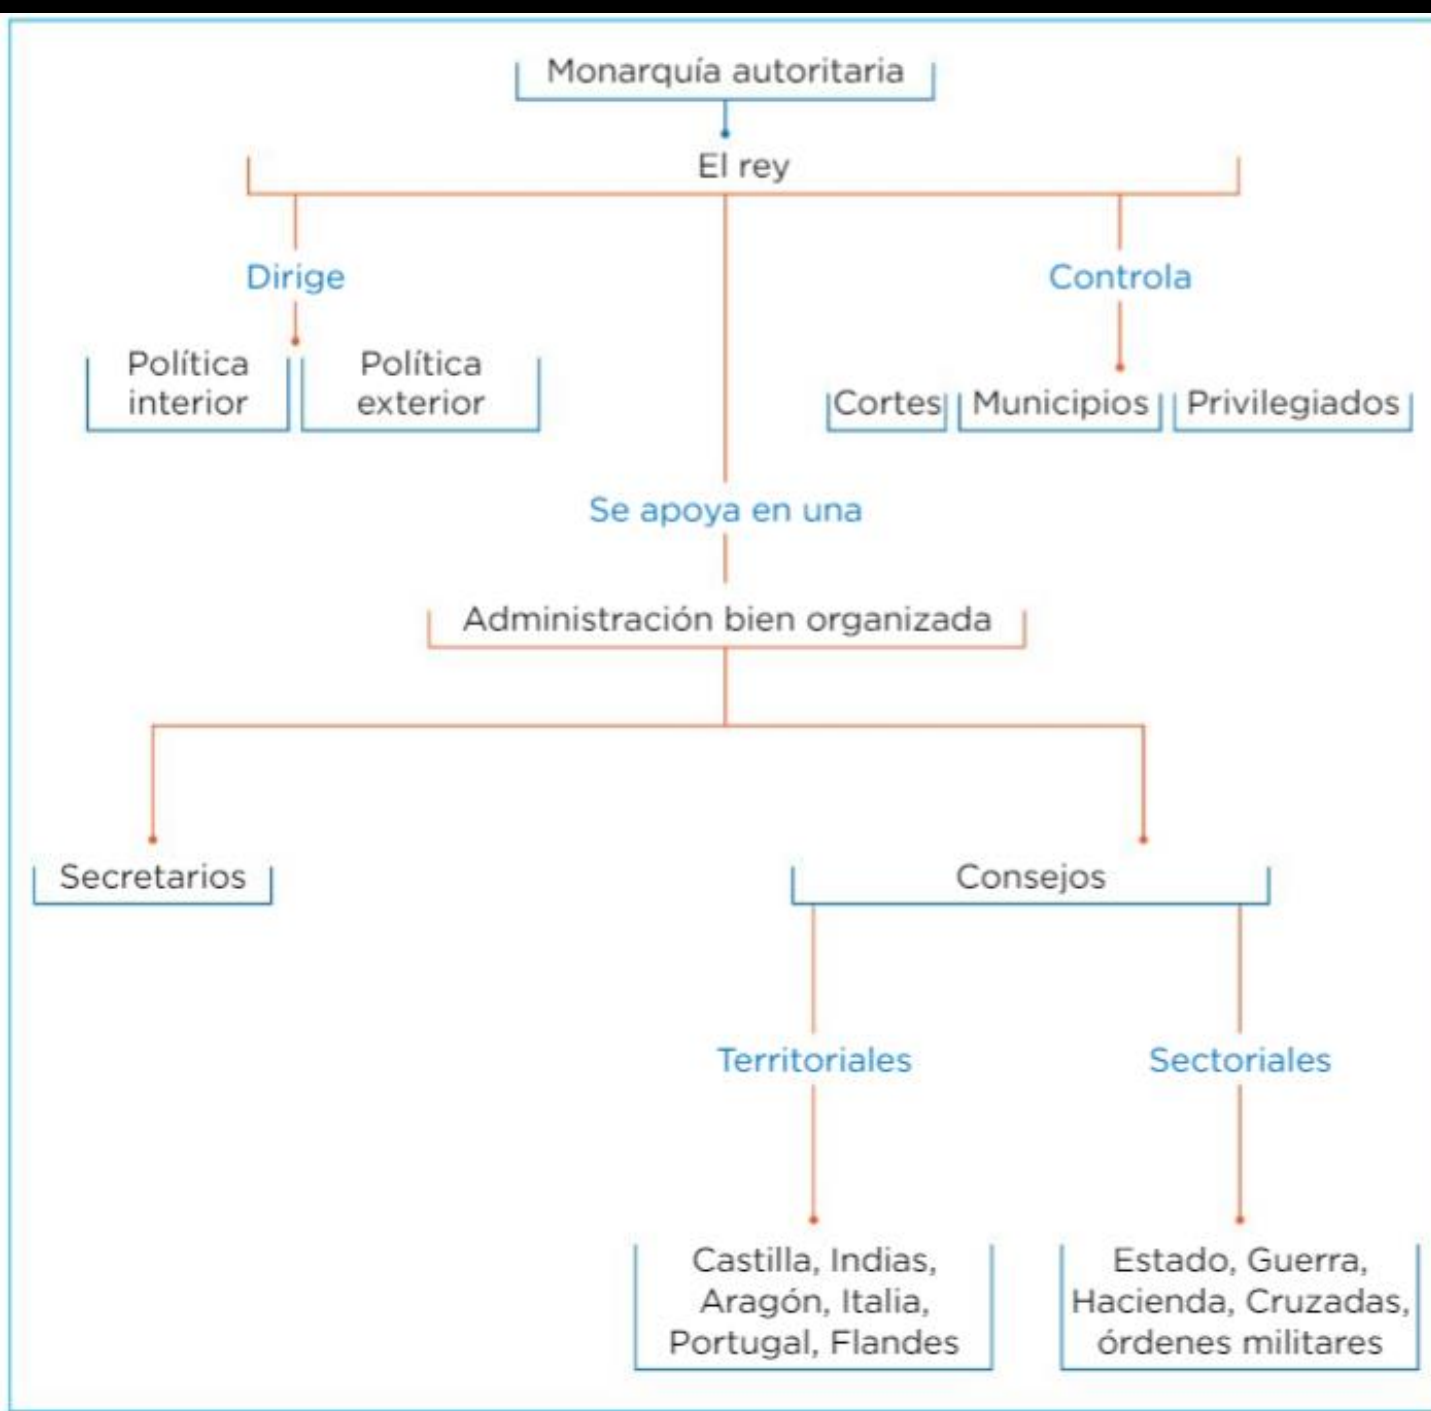 Monarquía autoritaria
El rey
Dirige
Controla
Política
interior
Política
exterior
Cortes
Municipios
Privilegiados
Se apoya en una
Administración bien organizada
Secretarios
Consejos
Territoriales
Sectoriales
Castilla, Indias,
Aragón, Italia,
Portugal, Flandes
Estado, Guerra,
Hacienda, Cruzadas,
órdenes militares